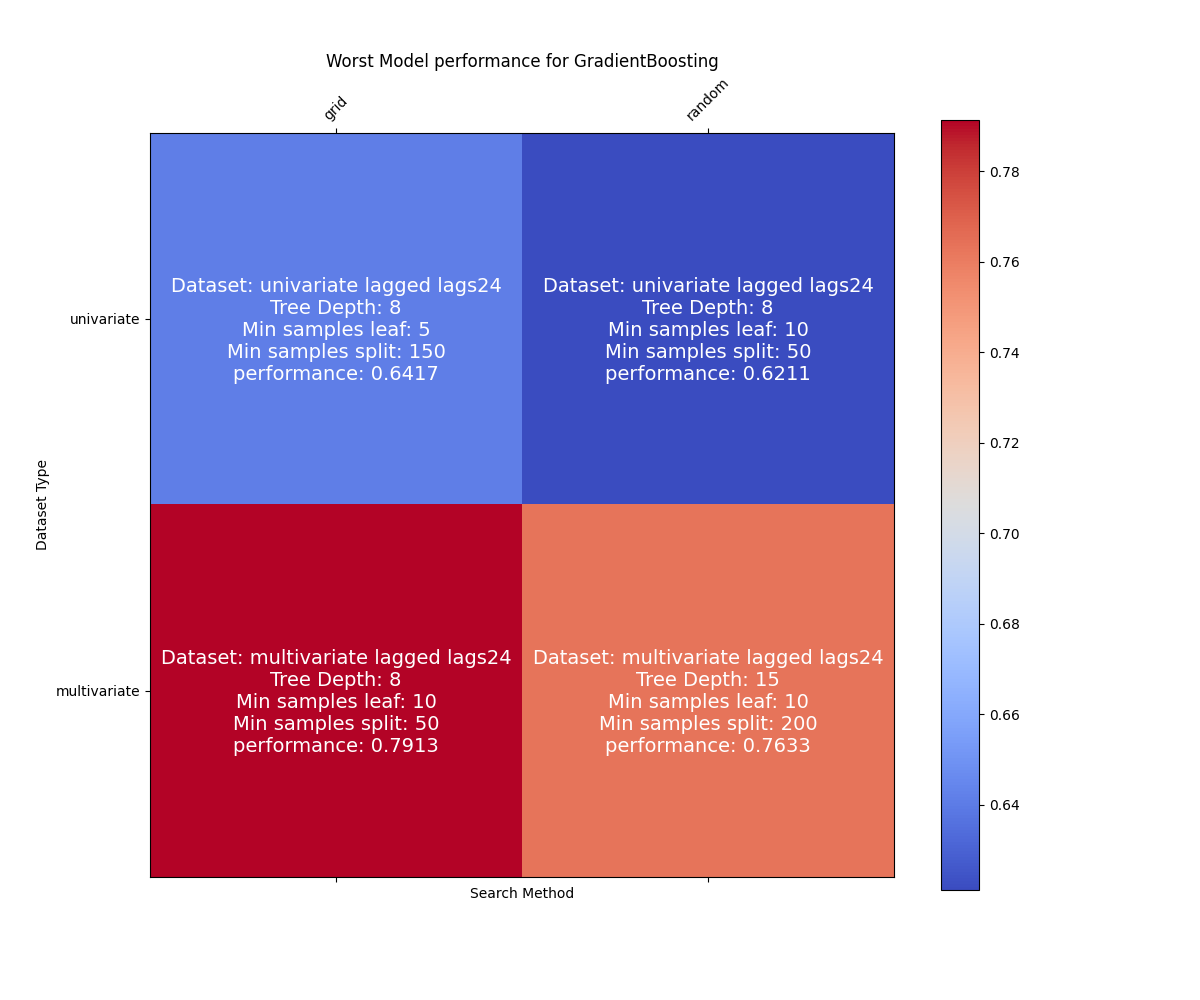 Worst Model performance for GradientBoosting
grid
random
univariate
Dataset: univariate lagged lags24
Tree Depth: 8
Min samples leaf: 5
Min samples split: 150
performance: 0.6417
Dataset: univariate lagged lags24
Tree Depth: 8
Min samples leaf: 10
Min samples split: 50
performance: 0.6211
Dataset Type
multivariate
Dataset: multivariate lagged lags24
Tree Depth: 8
Min samples leaf: 10
Min samples split: 50
performance: 0.7913
Dataset: multivariate lagged lags24
Tree Depth: 15
Min samples leaf: 10
Min samples split: 200
performance: 0.7633
Search Method
0.78
0.76
0.74
0.72
0.70
0.68
0.66
0.64